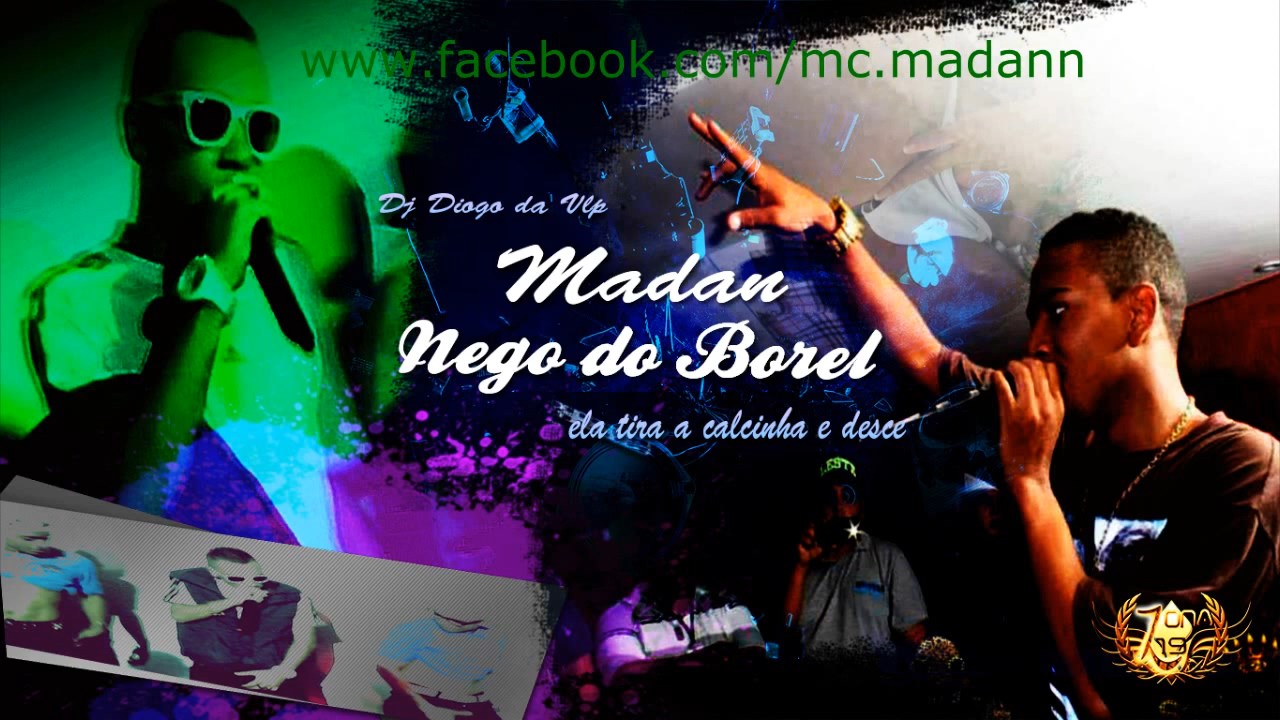 www.facebook.com/mc.madann
Dj Diogo da Vlp
Madan
Nego do Borel
ela tira a calcinha e desce